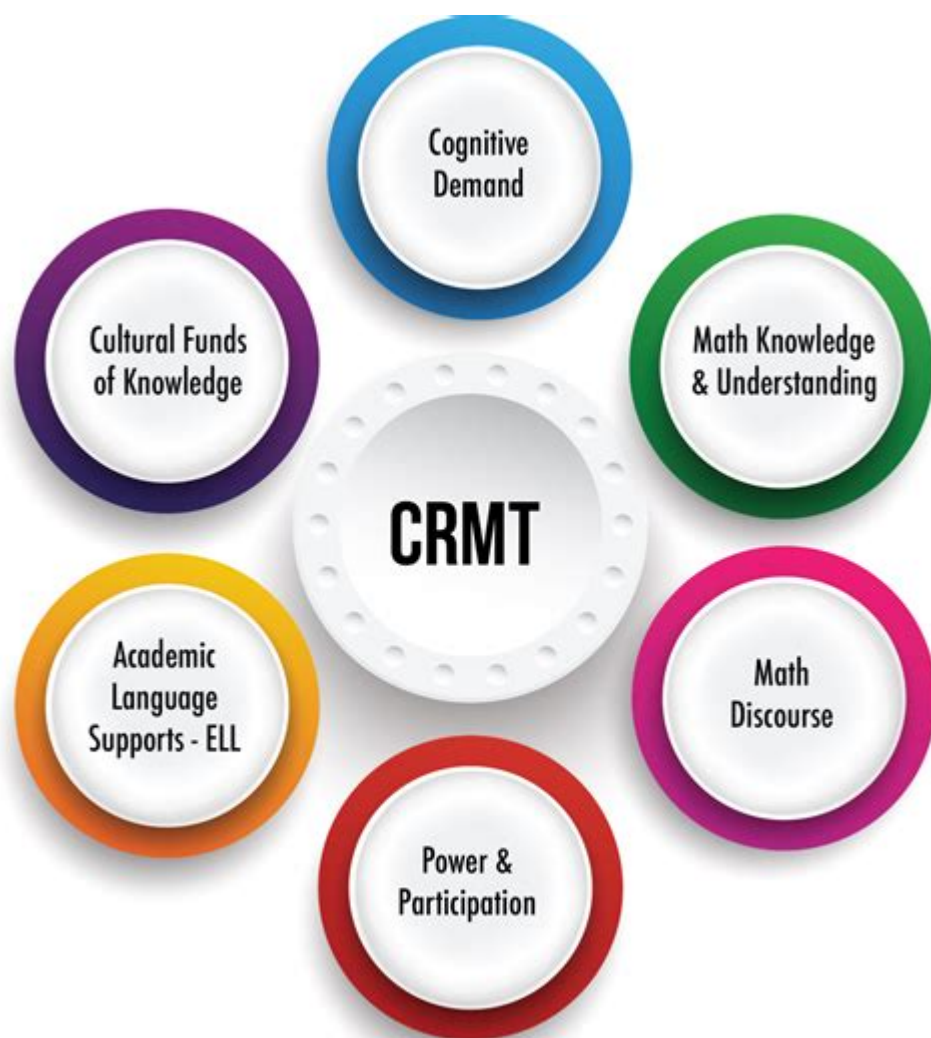 Cognitive
Demand
Cultural Funds
of Knowledge
Math Knowledge
& Understanding
CRMT
Academic
Language
Supports - ELL
Math
Discourse
Power &
Participation